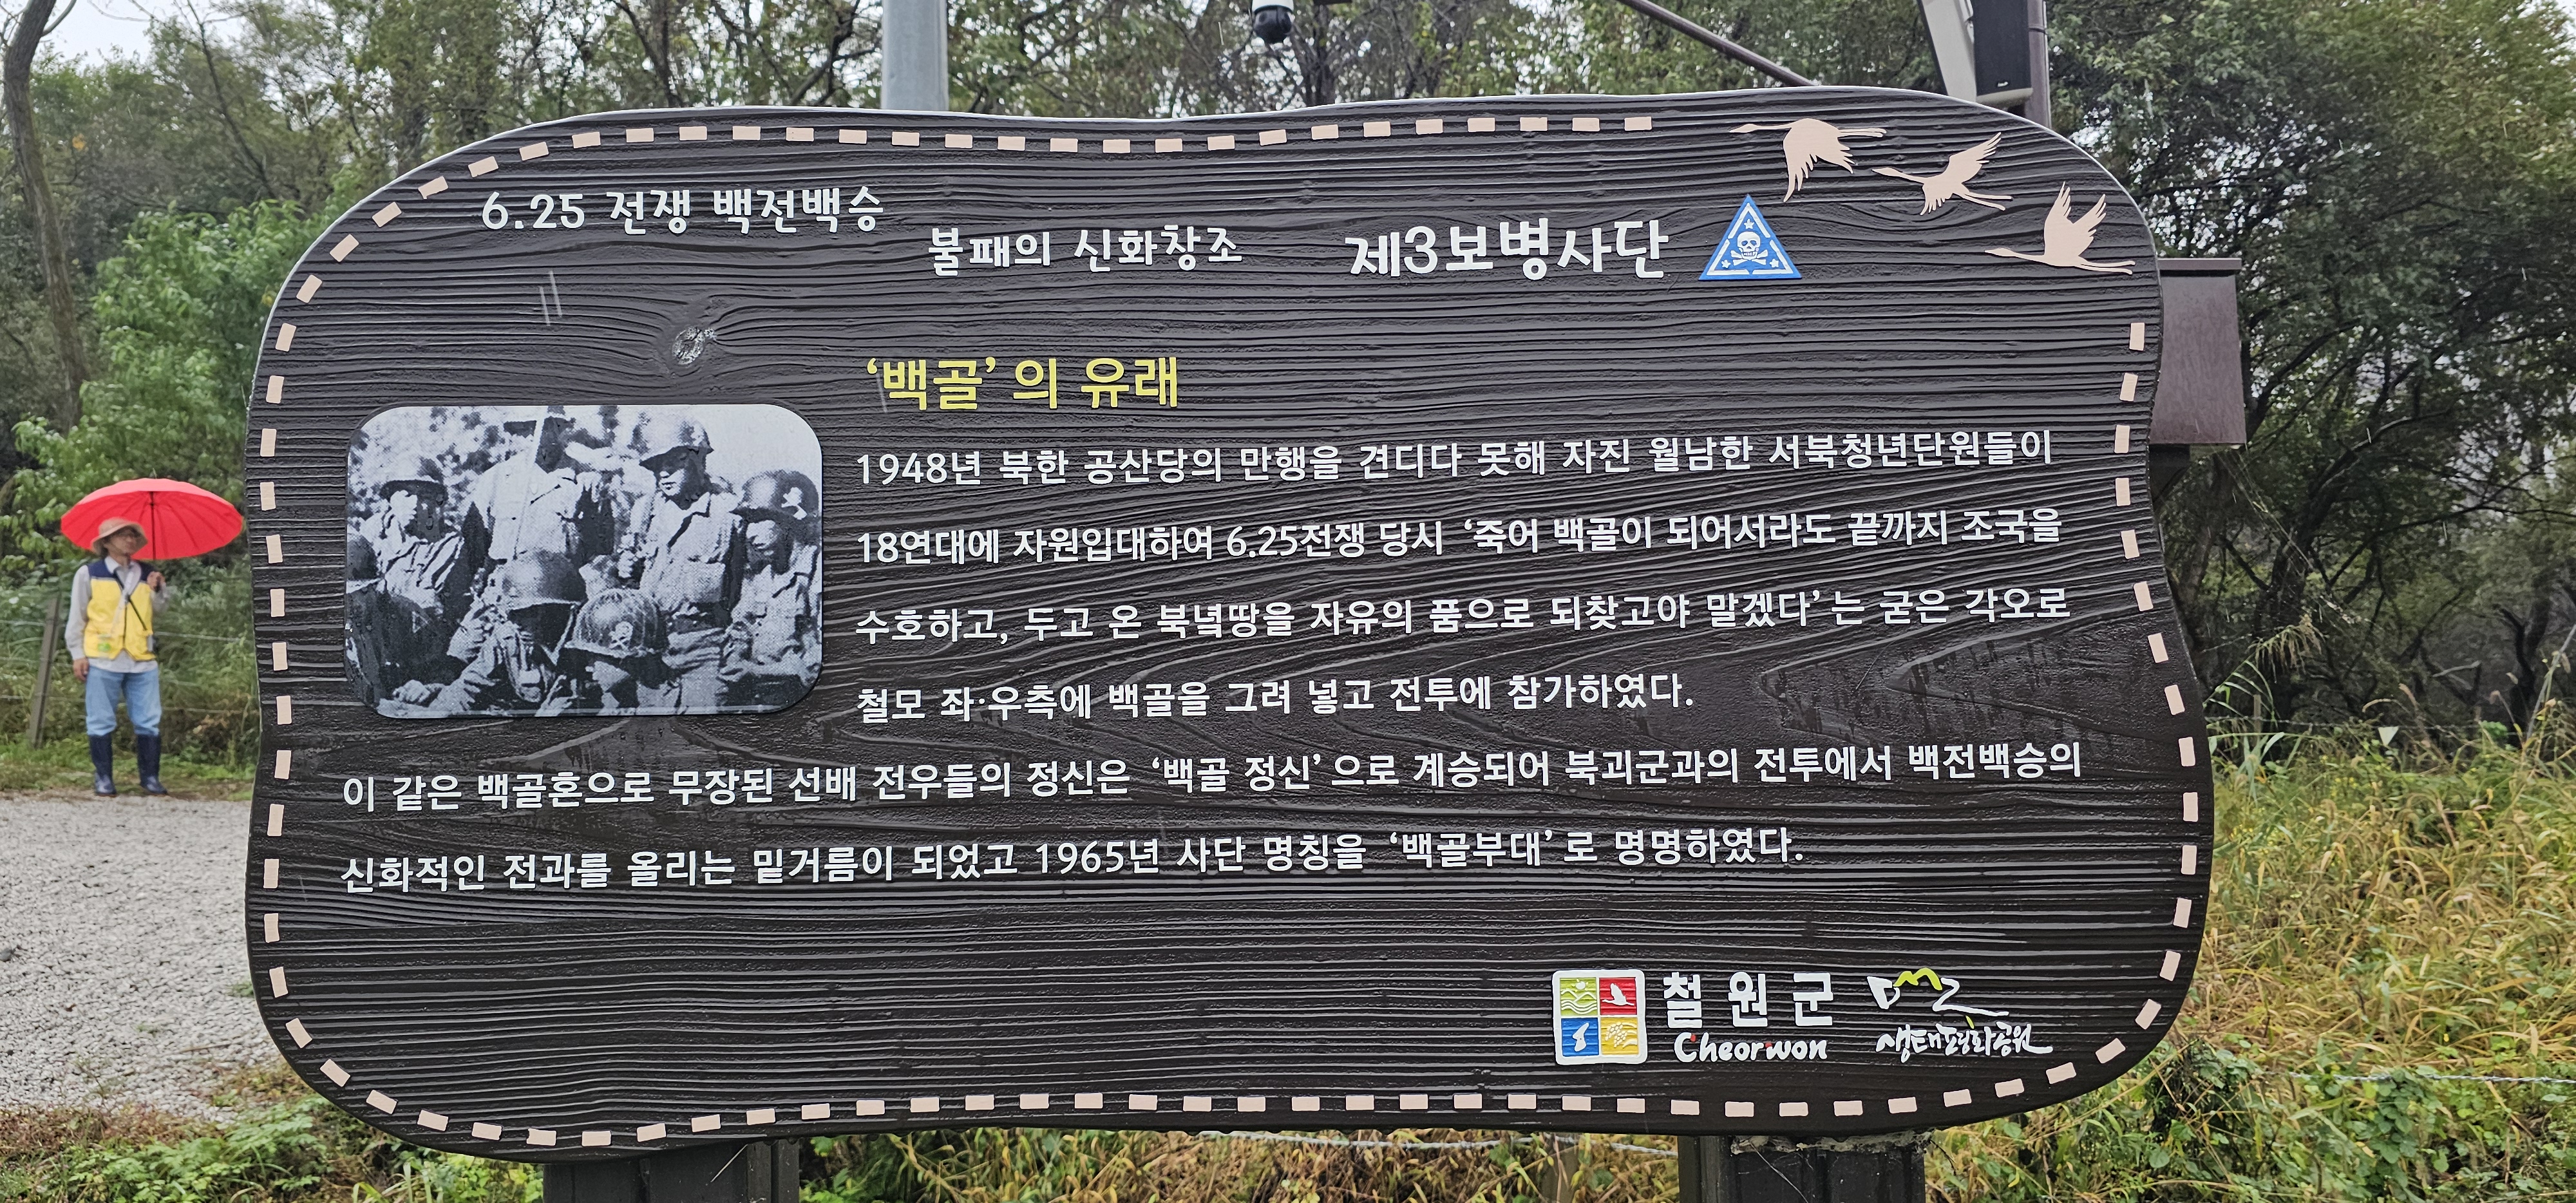 6.25 전쟁 백전백승
불패의 신화창조
제3보병사단
‘백골’의 유래
1948년 북한 공산당의 만행을 견디다 못해 자진 월남한 서북청년단원들이
18연대에 자원입대하여 6.25전쟁 당시 ‘죽어 백골이 되어서라도 끝까지 조국을
수호하고, 두고 온 북녘땅을 자유의 품으로 되찾고야 말겠다’는 굳은 각오로
철모 좌·우측에 백골을 그려 넣고 전투에 참가하였다.
이 같은 백골혼으로 무장된 선배 전우들의 정신은 ‘백골 정신’으로 계승되어 북괴군과의 전투에서 백전백승의
신화적인 전과를 올리는 밑거름이 되었고 1965년 사단 명칭을 ‘백골부대’로 명명하였다.
철원군
Cheorwon
DMZ
생태평화공원